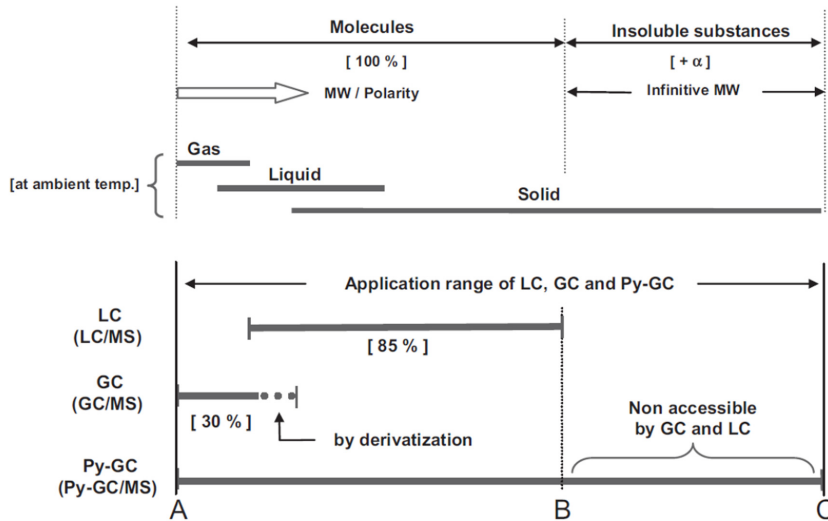 Molecules
Insoluble substances
[ 100 % ]
[ + α ]
MW / Polarity
Infinitive MW
Gas
[at ambient temp.]
Liquid
Solid
Application range of LC, GC and Py-GC
LC
(LC/MS)
[ 85 % ]
GC
(GC/MS)
[ 30 % ]
by derivatization
Non accessible
by GC and LC
Py-GC
(Py-GC/MS)
A
B
C